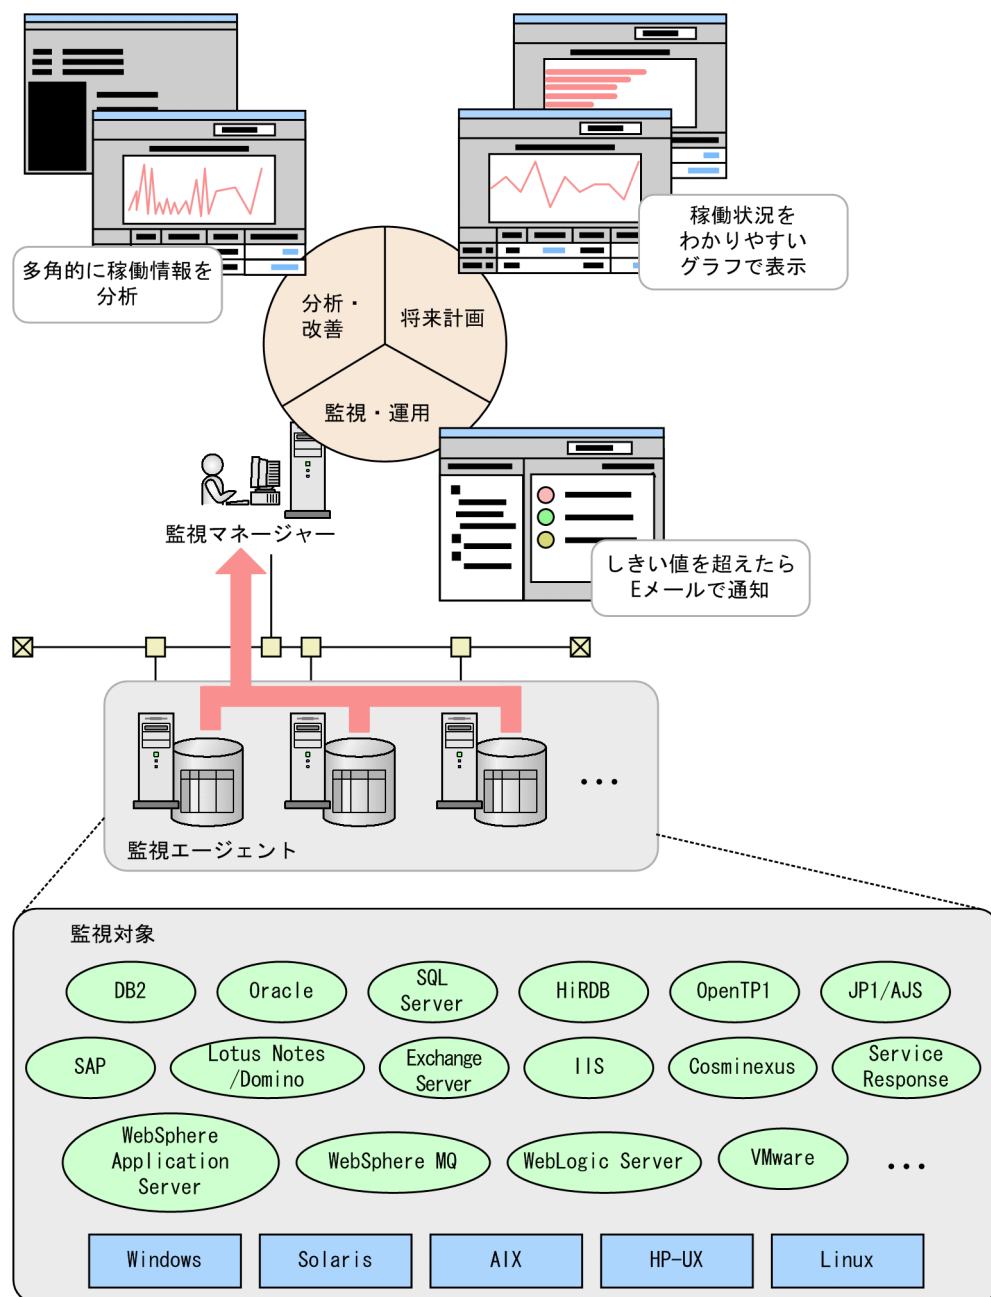 多角的に稼働情報を
分析
稼働状況を
わかりやすい
グラフで表示
分析・
改善
将来計画
監視・運用
監視マネージャー
しきい値を超えたら
Eメールで通知
監視エージェント
...
監視対象
DB2
Oracle
SQL
Server
HiRDB
OpenTP1
JP1/AJS
SAP
Lotus Notes
/Domino
Exchange
Server
IIS
Cosminexus
Service
Response
WebSphere
Application
Server
WebSphere MQ
WebLogic Server
VMware
...
Windows
Solaris
AIX
HP-UX
Linux